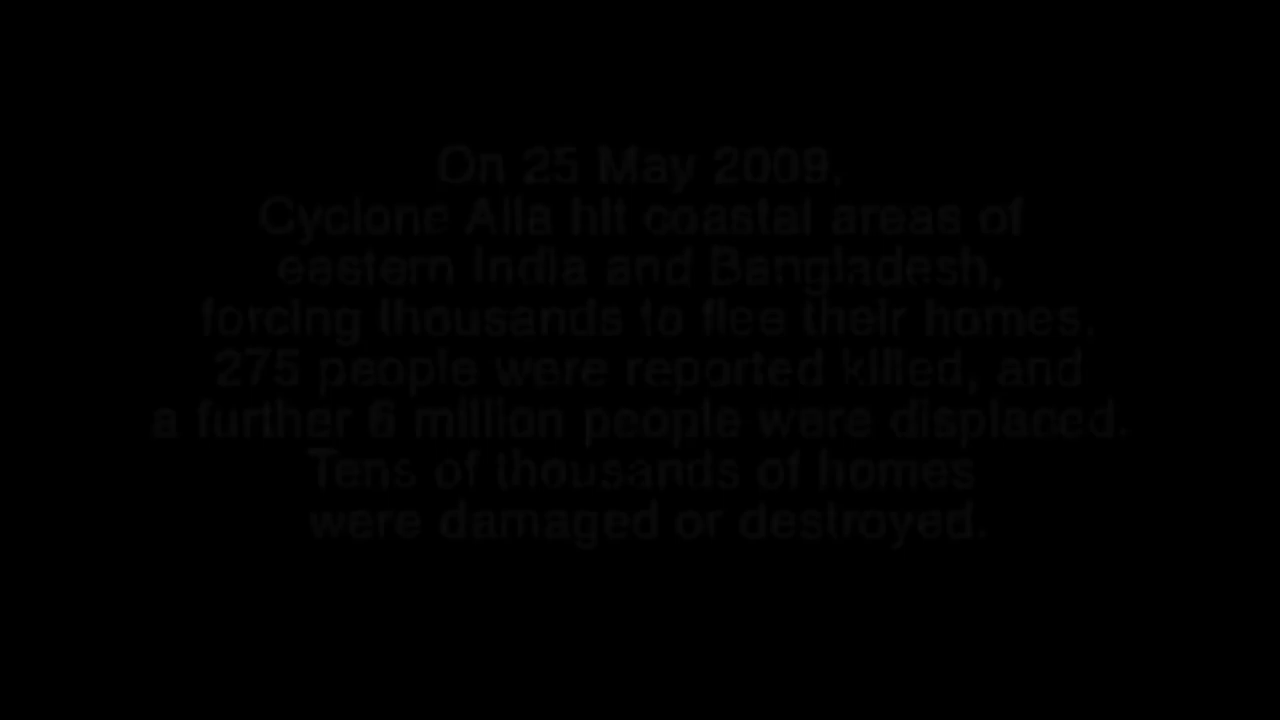 On 25 May 2009,
Cyclone Aila hit coastal areas of
eastern India and Bangladesh,
forcing thousands to flee their homes.
275 people were reported killed, and
a further 6 million people were displaced.
Tens of thousands of homes
were damaged or destroyed.